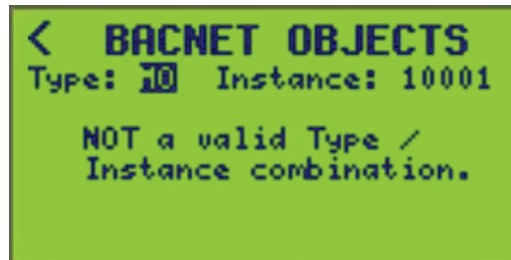 < BACNET OBJECTS
Type: Instance: 10001
NOT a valid Type /
Instance combination.